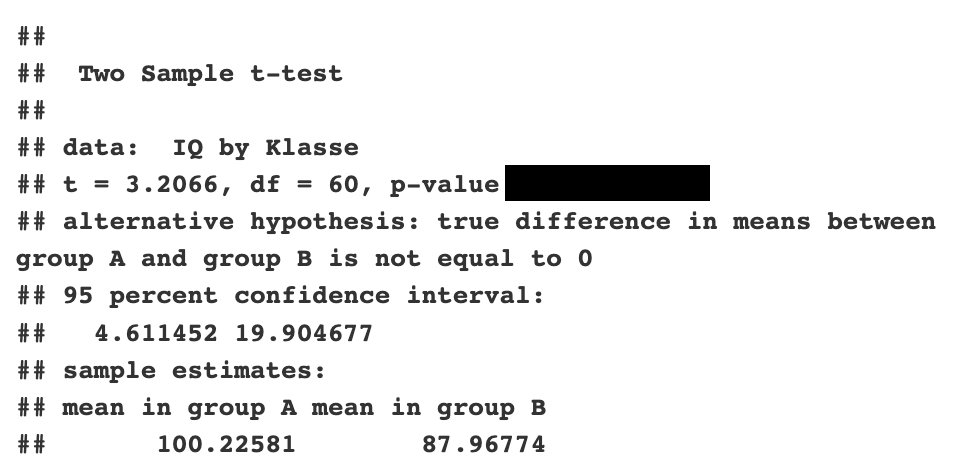 ##
##  Two Sample t-test
##
## data:  IQ by Klasse
## t = 3.2066, df = 60, p-value
## alternative hypothesis: true difference in means between
group A and group B is not equal to 0
## 95 percent confidence interval:
##   4.611452 19.904677
## sample estimates:
## mean in group A mean in group B
##       100.22581        87.96774